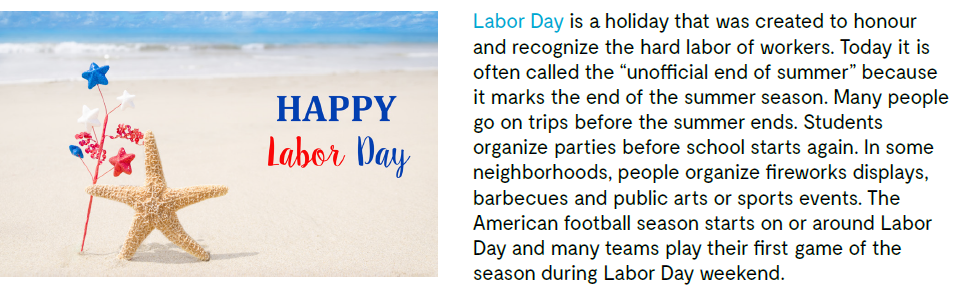 HAPPY
Labor Day
Labor Day is a holiday that was created to honour
and recognize the hard labor of workers. Today it is
often called the “unofficial end of summer” because
it marks the end of the summer season. Many people
go on trips before the summer ends. Students
organize parties before school starts again. In some
neighborhoods, people organize fireworks displays,
barbecues and public arts or sports events. The
American football season starts on or around Labor
Day and many teams play their first game of the
season during Labor Day weekend.